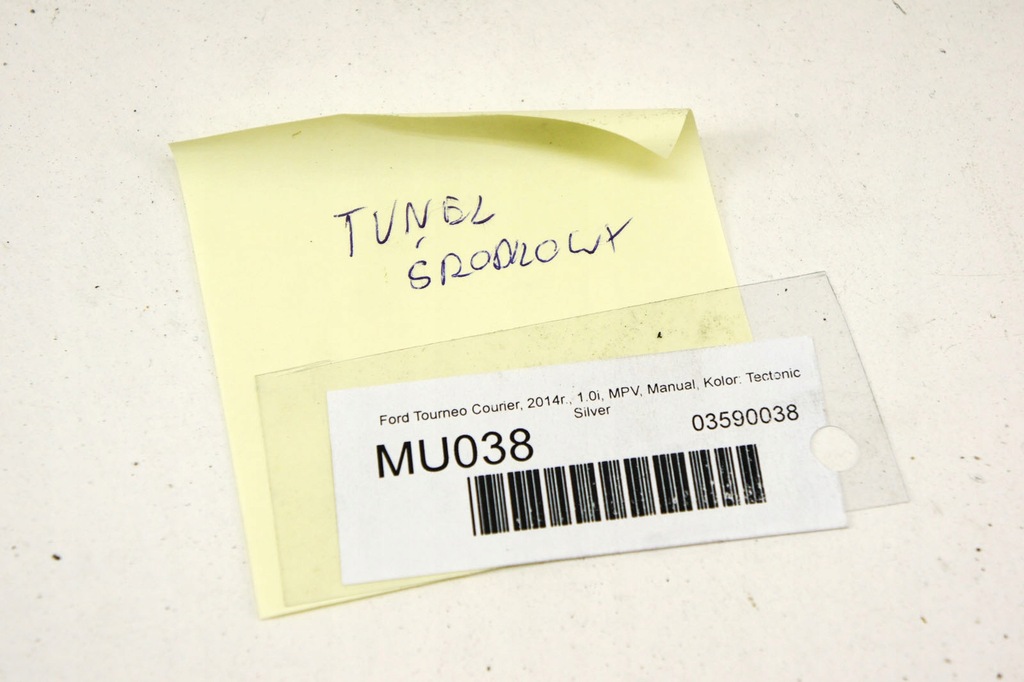 TUNEL
ŚRODKOWY
Ford Tourneo Courier, 2014r., 1.0i, MPV, Manual, Kolor: Tectonic
Silver
03590038
MU038